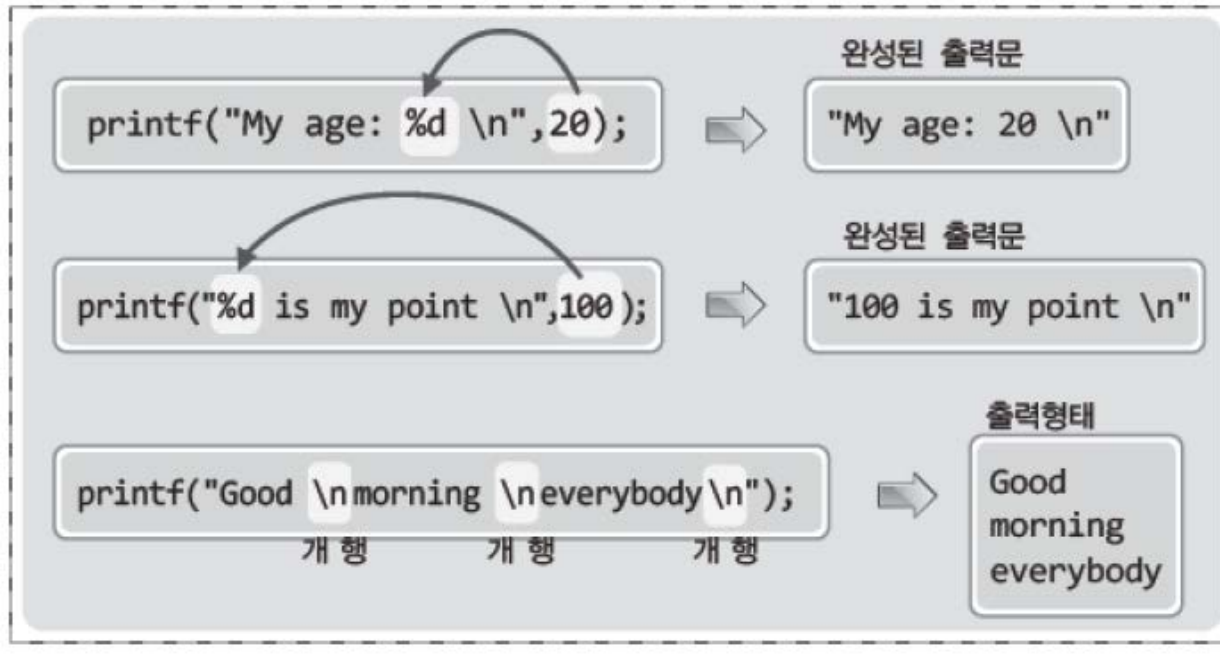 완성된 출력문
printf("My age: %d \n",20);
"My age: 20 \n"
완성된 출력문
printf("%d is my point \n",100);
"100 is my point \n"
출력형태
printf("Good \nmorning \neverybody\n");
개 행 개 행 개 행
Good
morning
everybody